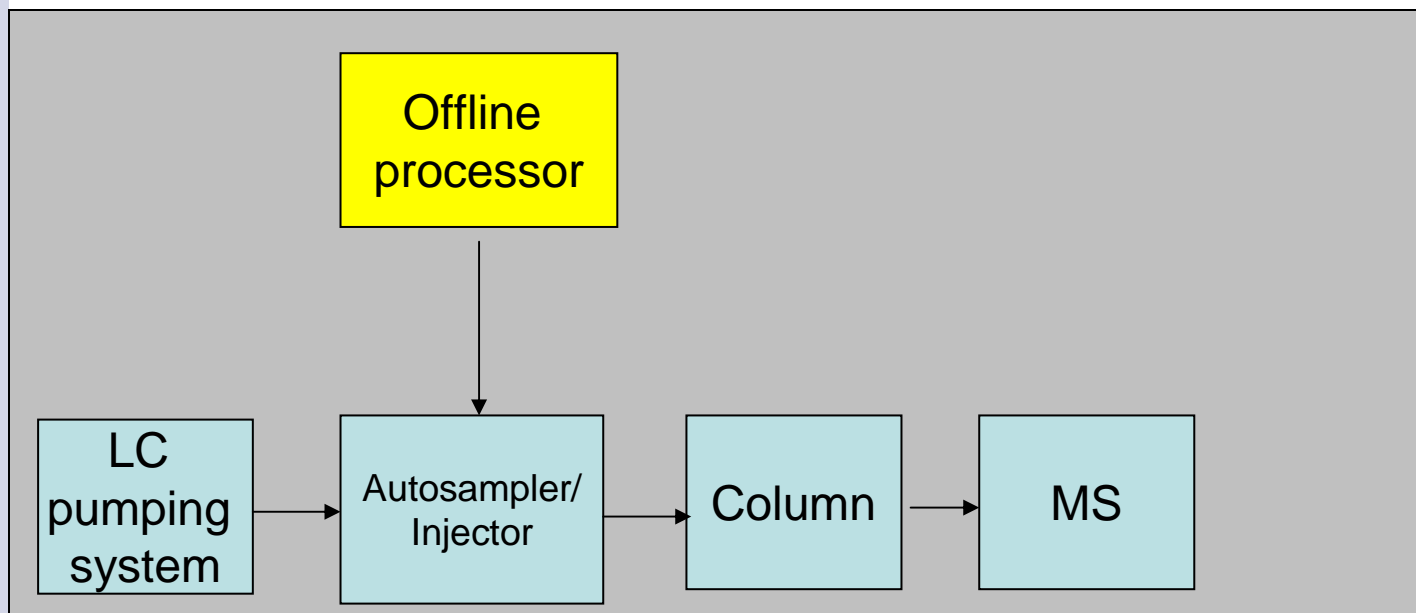 Offline
processor
LC
pumping
system
Autosampler/
Injector
Column
MS